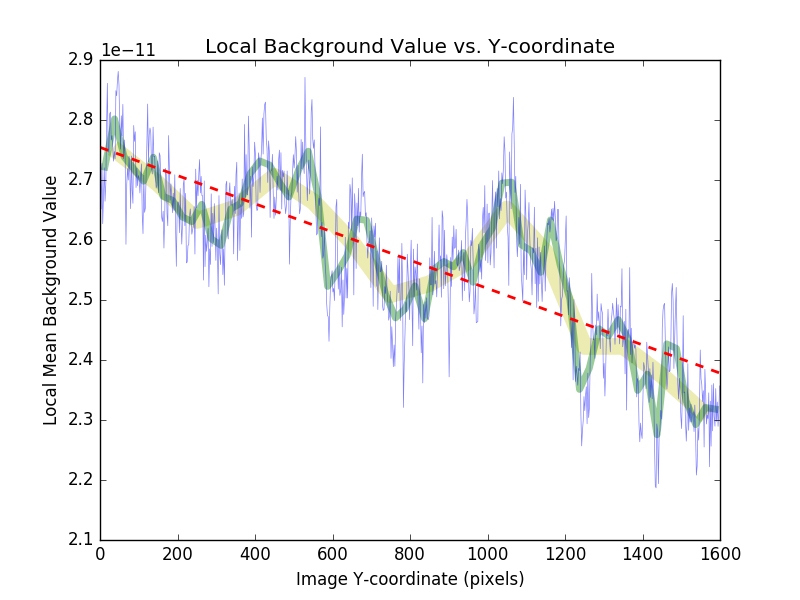 Local Background Value vs. Y-coordinate
1e−11
2.9
2.8
2.7
2.6
2.5
2.4
2.3
2.2
2.1
Local Mean Background Value
0 200 400 600 800 1000 1200 1400 1600
Image Y-coordinate (pixels)